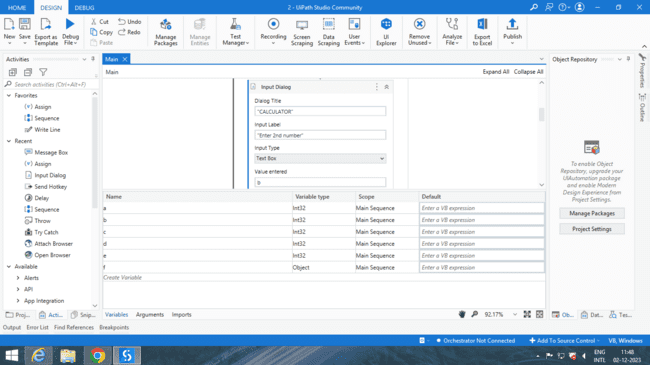 2 - UiPath Studio Community
HOME
DESIGN
DEBUG
New
Save
Export as Template
Debug File
Cut
Copy
Paste
Undo
Redo
Manage Packages
Manage Entities
Test Manager
Recording
Screen Scraping
Data Scraping
User Events
UI Explorer
Remove Unused
Analyze File
Export to Excel
Publish
Activities
Search activities (Ctrl+Alt+F)
Favorites
Assign
Sequence
Write Line
Recent
Message Box
Assign
Input Dialog
Send Hotkey
Delay
Sequence
Throw
Try Catch
Attach Browser
Open Browser
Available
Alerts
API
App Integration
Proj...
Acti...
Snip...
Main
Main
Expand All Collapse All
Input Dialog
Dialog Title
"CALCULATOR"
Input Label
"Enter 2nd number"
Input Type
Text Box
Value entered
Name Variable type Scope Default
a Int32 Main Sequence Enter a VB expression
b Int32 Main Sequence Enter a VB expression
c Int32 Main Sequence Enter a VB expression
d Int32 Main Sequence Enter a VB expression
e Int32 Main Sequence Enter a VB expression
f Object Main Sequence Enter a VB expression
Create Variable
Variables Arguments Imports
92.17%
Object Repository
To enable Object Repository, upgrade your UIAutomation package and enable Modern Design Experience from Project Settings.
Manage Packages
Project Settings
Ob...
Dat...
Tes...
Properties
Outline
Output Error List Find References Breakpoints
Orchestrator Not Connected
Add To Source Control
VB, Windows
ENG
INTL
11:48
02-12-2023